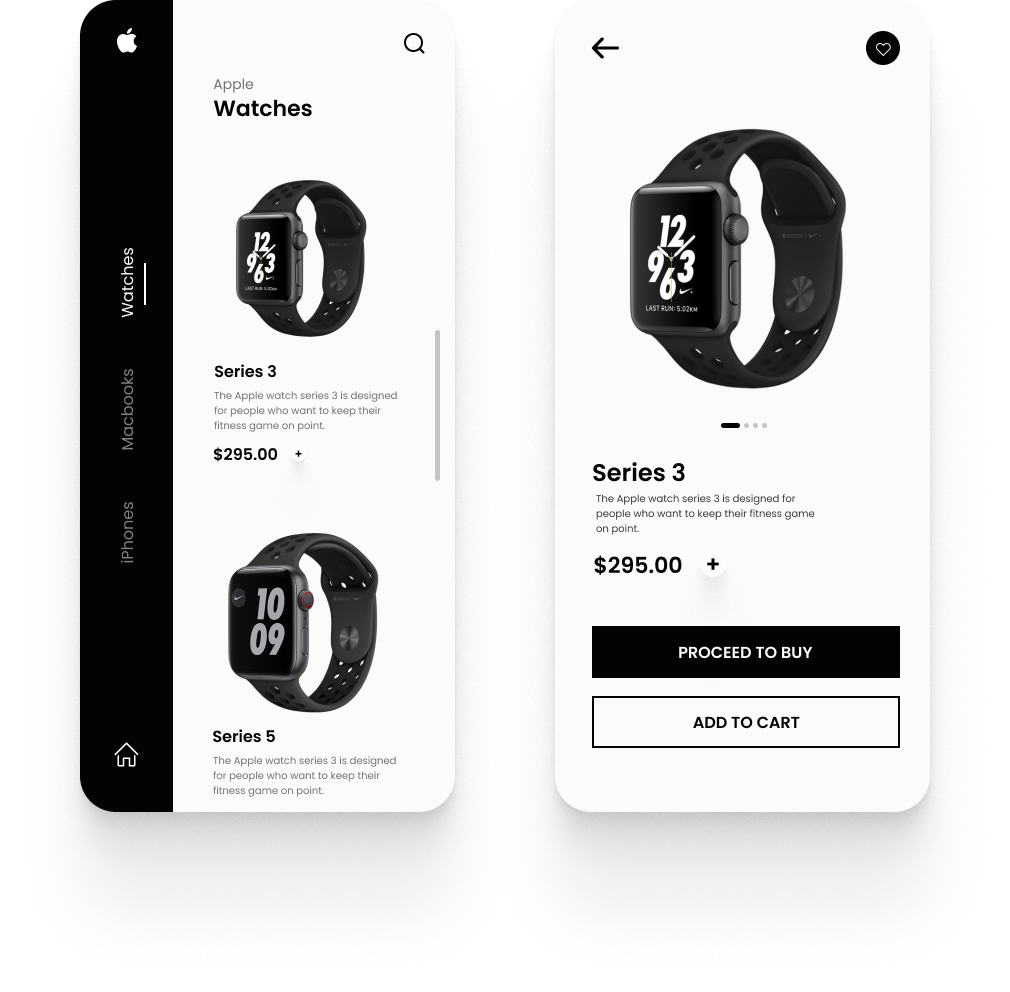 Apple
Watches
Watches
Macbooks
iPhones
12
9 3
6
LAST RUN: 5.02KM
Series 3
The Apple watch series 3 is designed
for people who want to keep their
fitness game on point.
$295.00 +
10
09
Series 5
The Apple watch series 3 is designed
for people who want to keep their
fitness game on point.
12
9 3
6
LAST RUN: 5.02KM
Series 3
The Apple watch series 3 is designed for
people who want to keep their fitness game
on point.
$295.00 +
PROCEED TO BUY
ADD TO CART